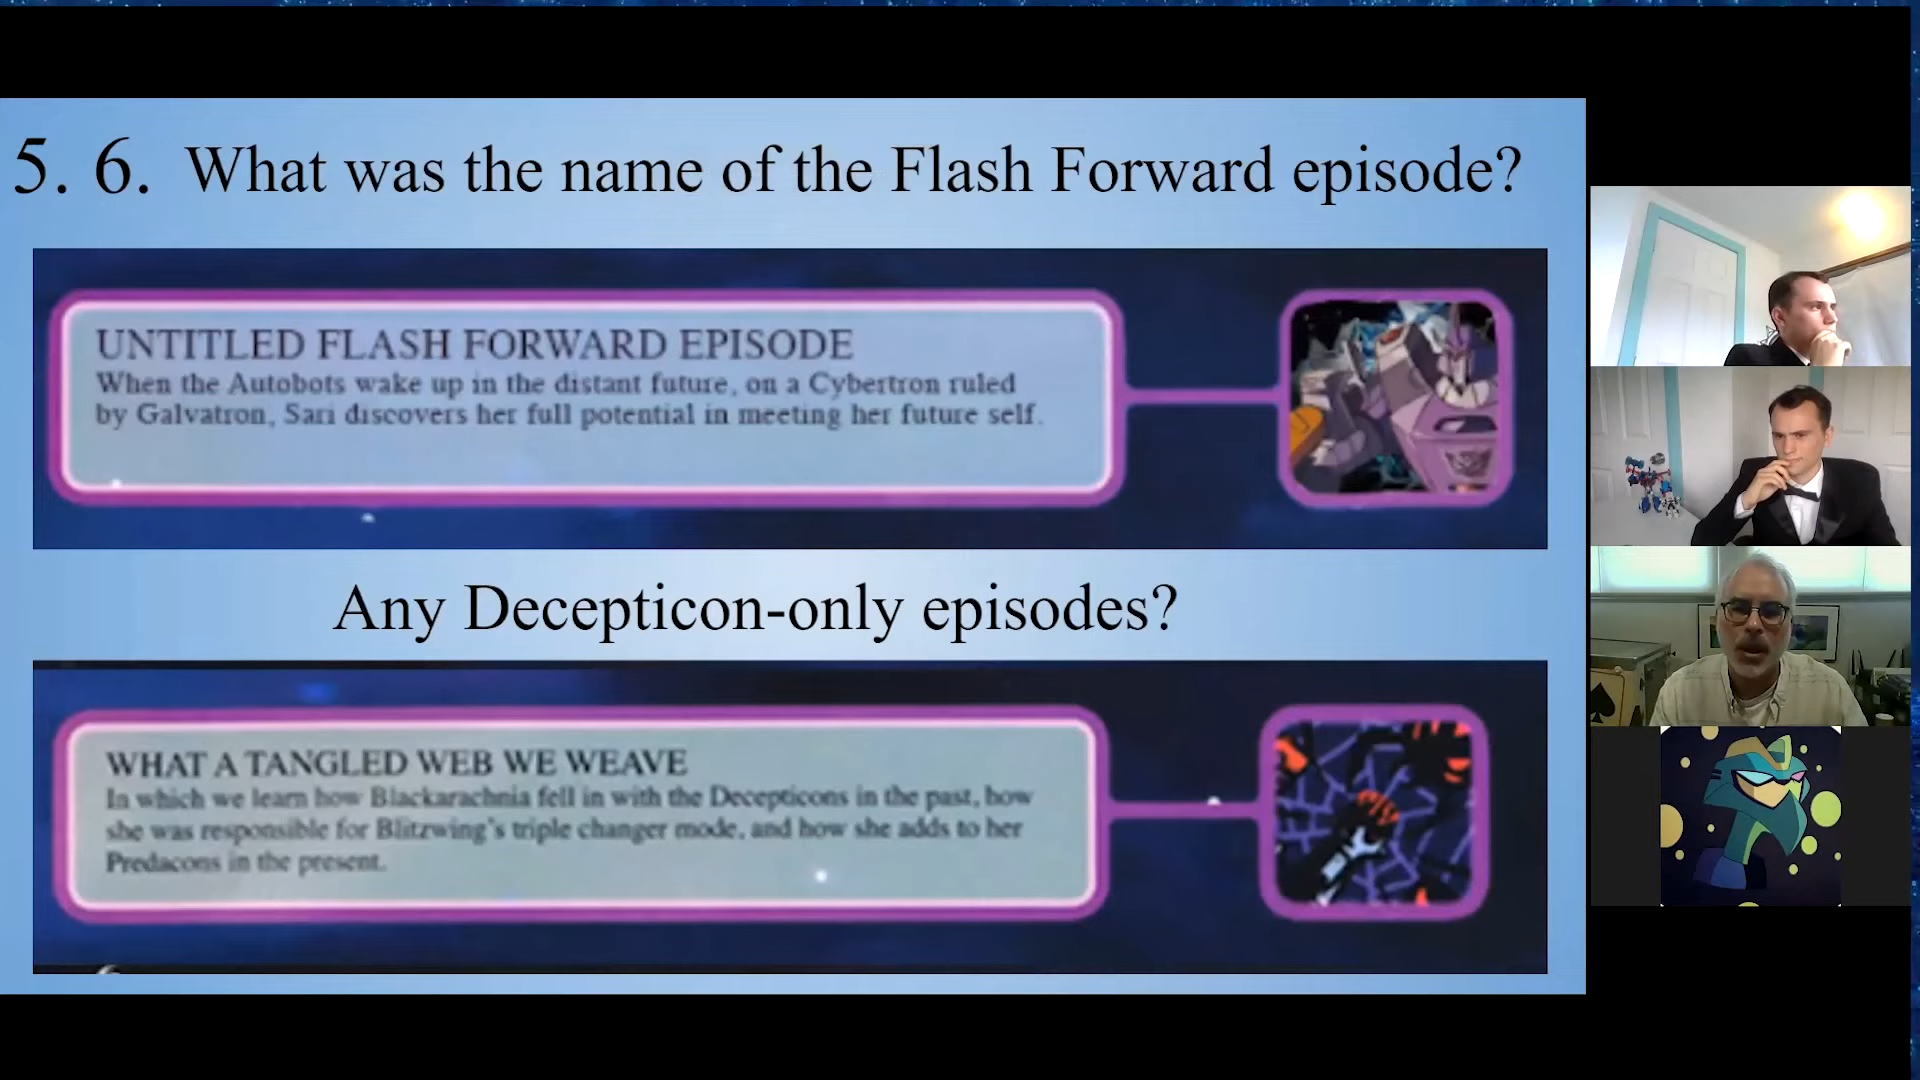 5. 6. What was the name of the Flash Forward episode?
UNTITLED FLASH FORWARD EPISODE
When the Autobots wake up in the distant future, on a Cybertron ruled
by Galvatron, Sari discovers her full potential in meeting her future self.
Any Decepticon-only episodes?
WHAT A TANGLED WEB WE WEAVE
In which we learn how Blackarachnia fell in with the Decepticons in the past, how
she was responsible for Blitzwing's triple changer mode, and how she adds to her
Predacons in the present.